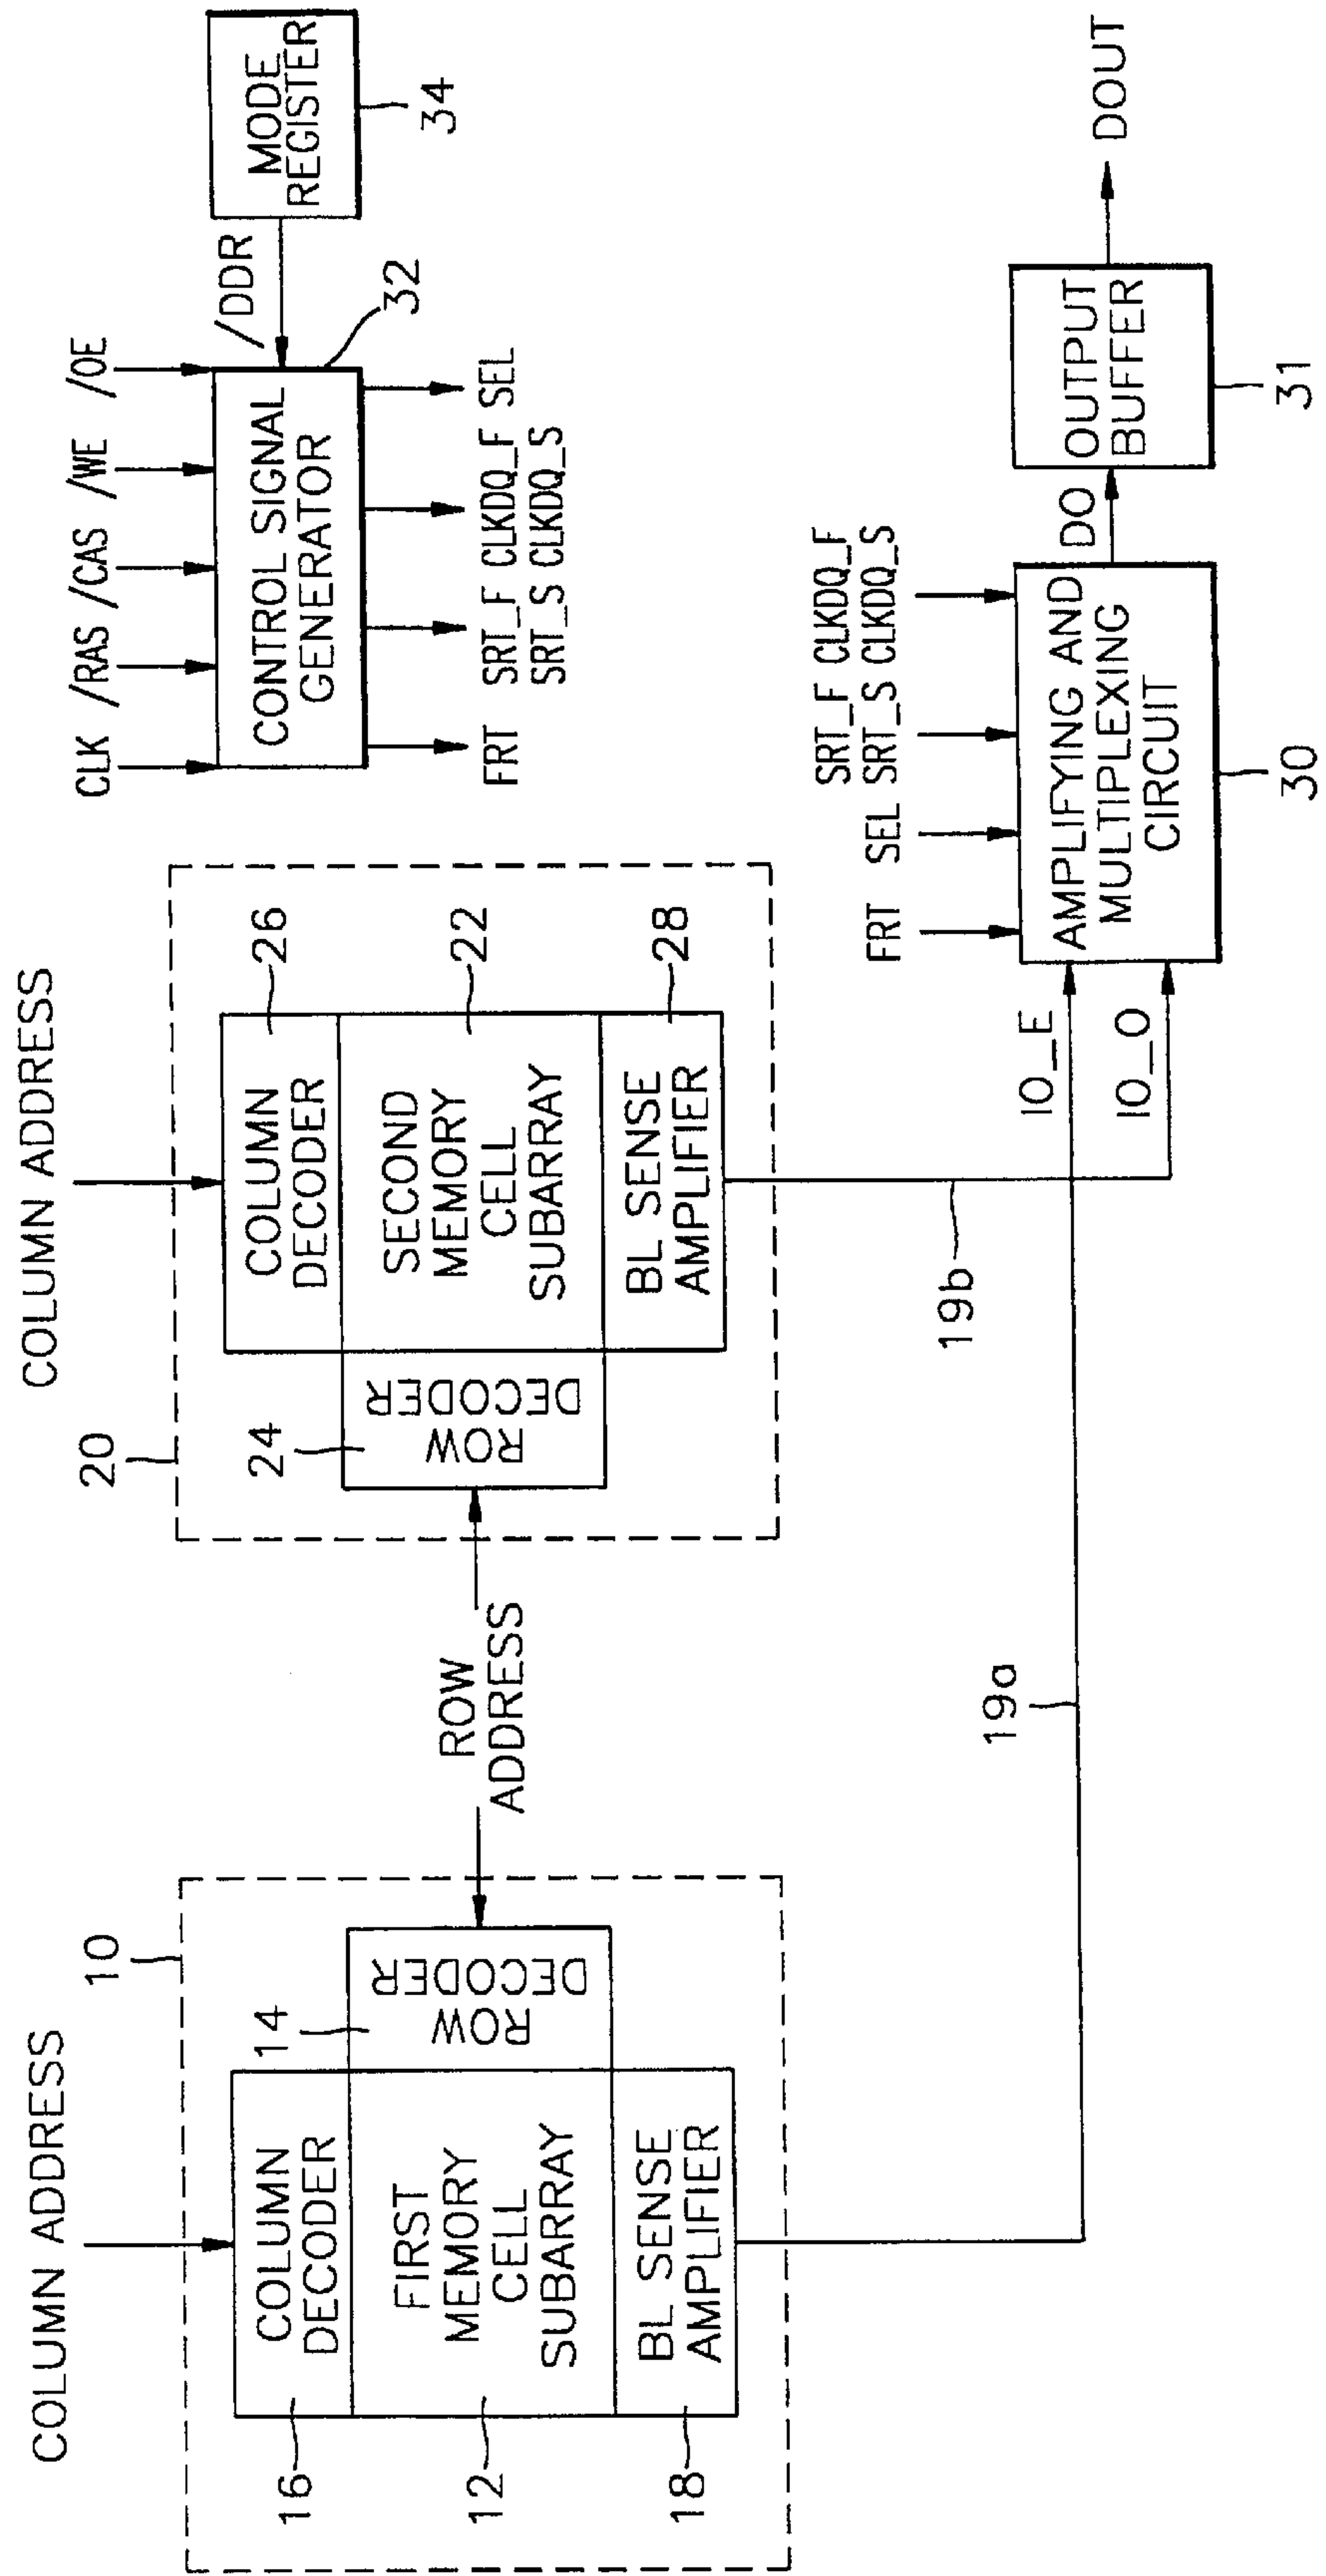 COLUMN ADDRESS
10
16
COLUMN
DECODER
14
ROW
DECODER
12
FIRST
MEMORY
CELL
SUBARRAY
18
BL SENSE
AMPLIFIER
ROW
ADDRESS
19a
COLUMN ADDRESS
20
COLUMN
DECODER
26
24
ROW
DECODER
SECOND
MEMORY
CELL
SUBARRAY
22
BL SENSE
AMPLIFIER
28
19b
IO_E
IO_O
CLK /RAS /CAS /WE /OE
CONTROL SIGNAL
GENERATOR
/DDR
32
MODE
REGISTER
34
FRT SRT_F CLKDQ_F SEL
SRT_S CLKDQ_S
SRT_F CLKDQ_F
FRT SEL SRT_S CLKDQ_S
AMPLIFYING AND
MULTIPLEXING
CIRCUIT
30
DO
OUTPUT
BUFFER
31
DOUT